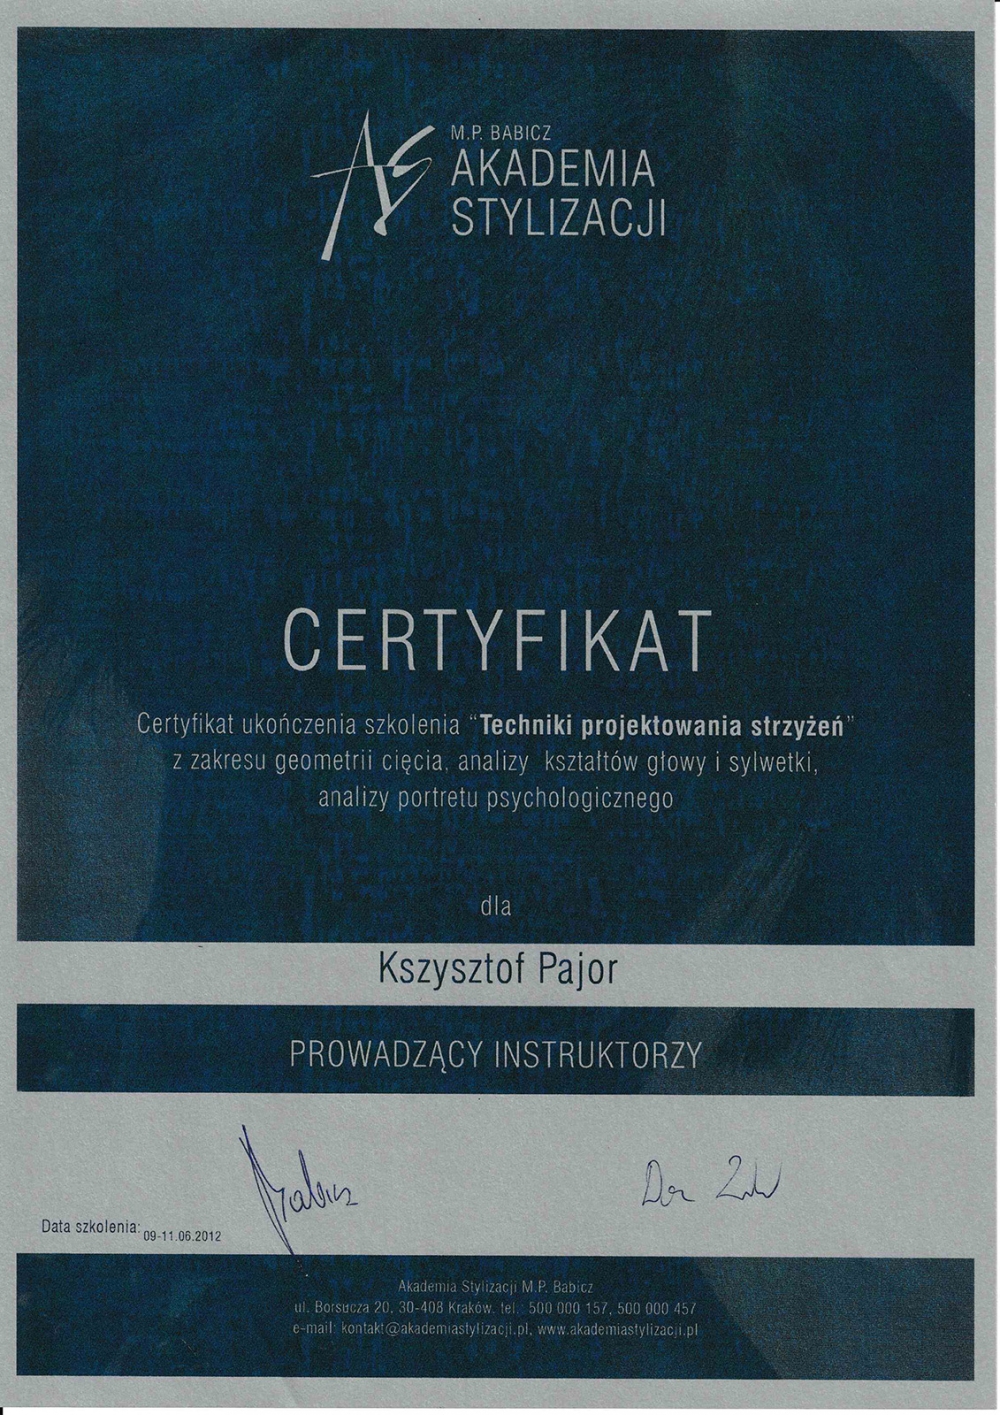 M.P. BABICZ
AKADEMIA
STYLIZACJI
CERTYFIKAT
Certyfikat ukończenia szkolenia "Techniki projektowania strzyżeń"
z zakresu geometrii cięcia, analizy kształtów głowy i sylwetki,
analizy portretu psychologicznego
dla
Kszysztof Pajor
PROWADZĄCY INSTRUKTORZY
Babicz
Data szkolenia: 09-11.06.2012
Akademia Stylizacji M.P. Babicz
ul. Borsucza 20, 30-408 Kraków. tel.: 500 000 157, 500 000 457
e-mail: kontakt@akademiastylizacji.pl, www.akademiastylizacji.pl